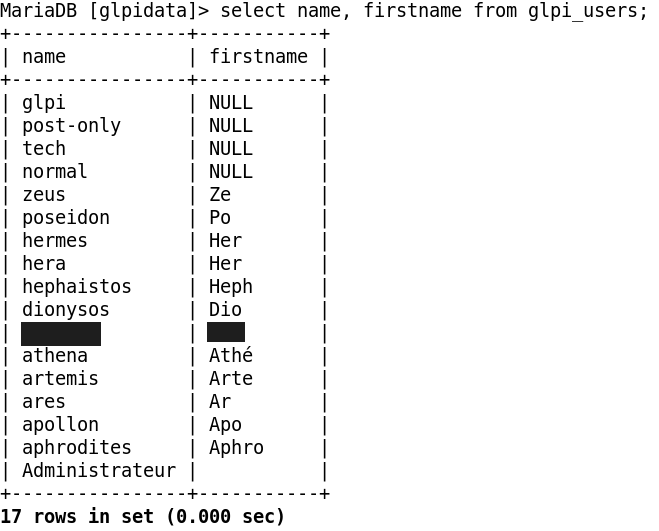 MariaDB [glpidata]> select name, firstname from glpi_users;
+----------------+-----------+
| name           | firstname |
+----------------+-----------+
| glpi           | NULL      |
| post-only      | NULL      |
| tech           | NULL      |
| normal         | NULL      |
| zeus           | Ze        |
| poseidon       | Po        |
| hermes         | Her       |
| hera           | Her       |
| hephaistos     | Heph      |
| dionysos       | Dio       |
|                |           |
| athena         | Athé      |
| artemis        | Arte      |
| ares           | Ar        |
| apollon        | Apo       |
| aphrodites     | Aphro     |
| Administrateur |           |
+----------------+-----------+
17 rows in set (0.000 sec)